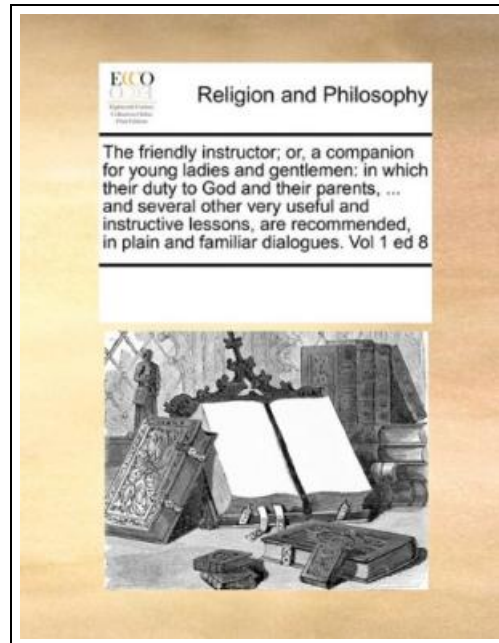 ECCO
Religion and Philosophy
The friendly instructor; or, a companion
for young ladies and gentlemen: in which
their duty to God and their parents, ...
and several other very useful and
instructive lessons, are recommended,
in plain and familiar dialogues. Vol 1 ed 8